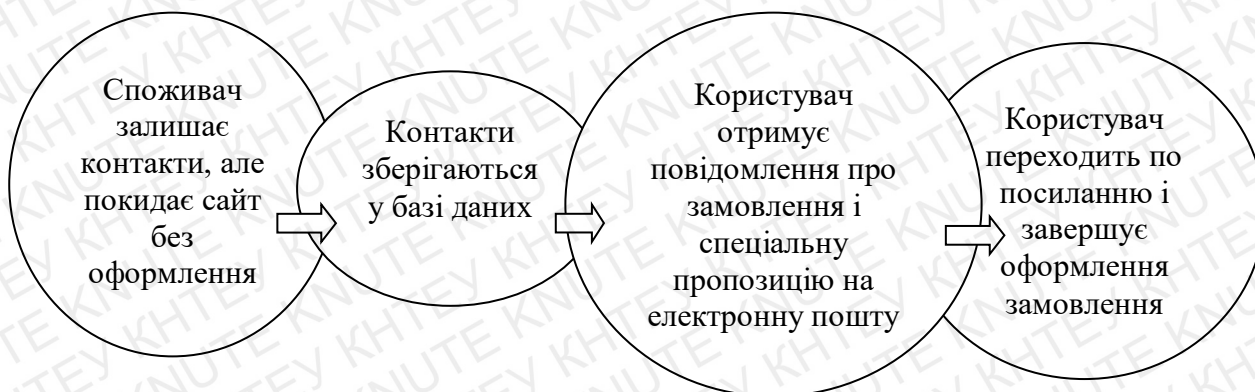 Споживач
залишає
контакти, але
покидає сайт
без
оформлення
Контакти
зберігаються
у базі даних
Користувач
отримує
повідомлення про
замовлення і
спеціальну
пропозицію на
електронну пошту
Користувач
переходить по
посиланню і
завершує
оформлення
замовлення